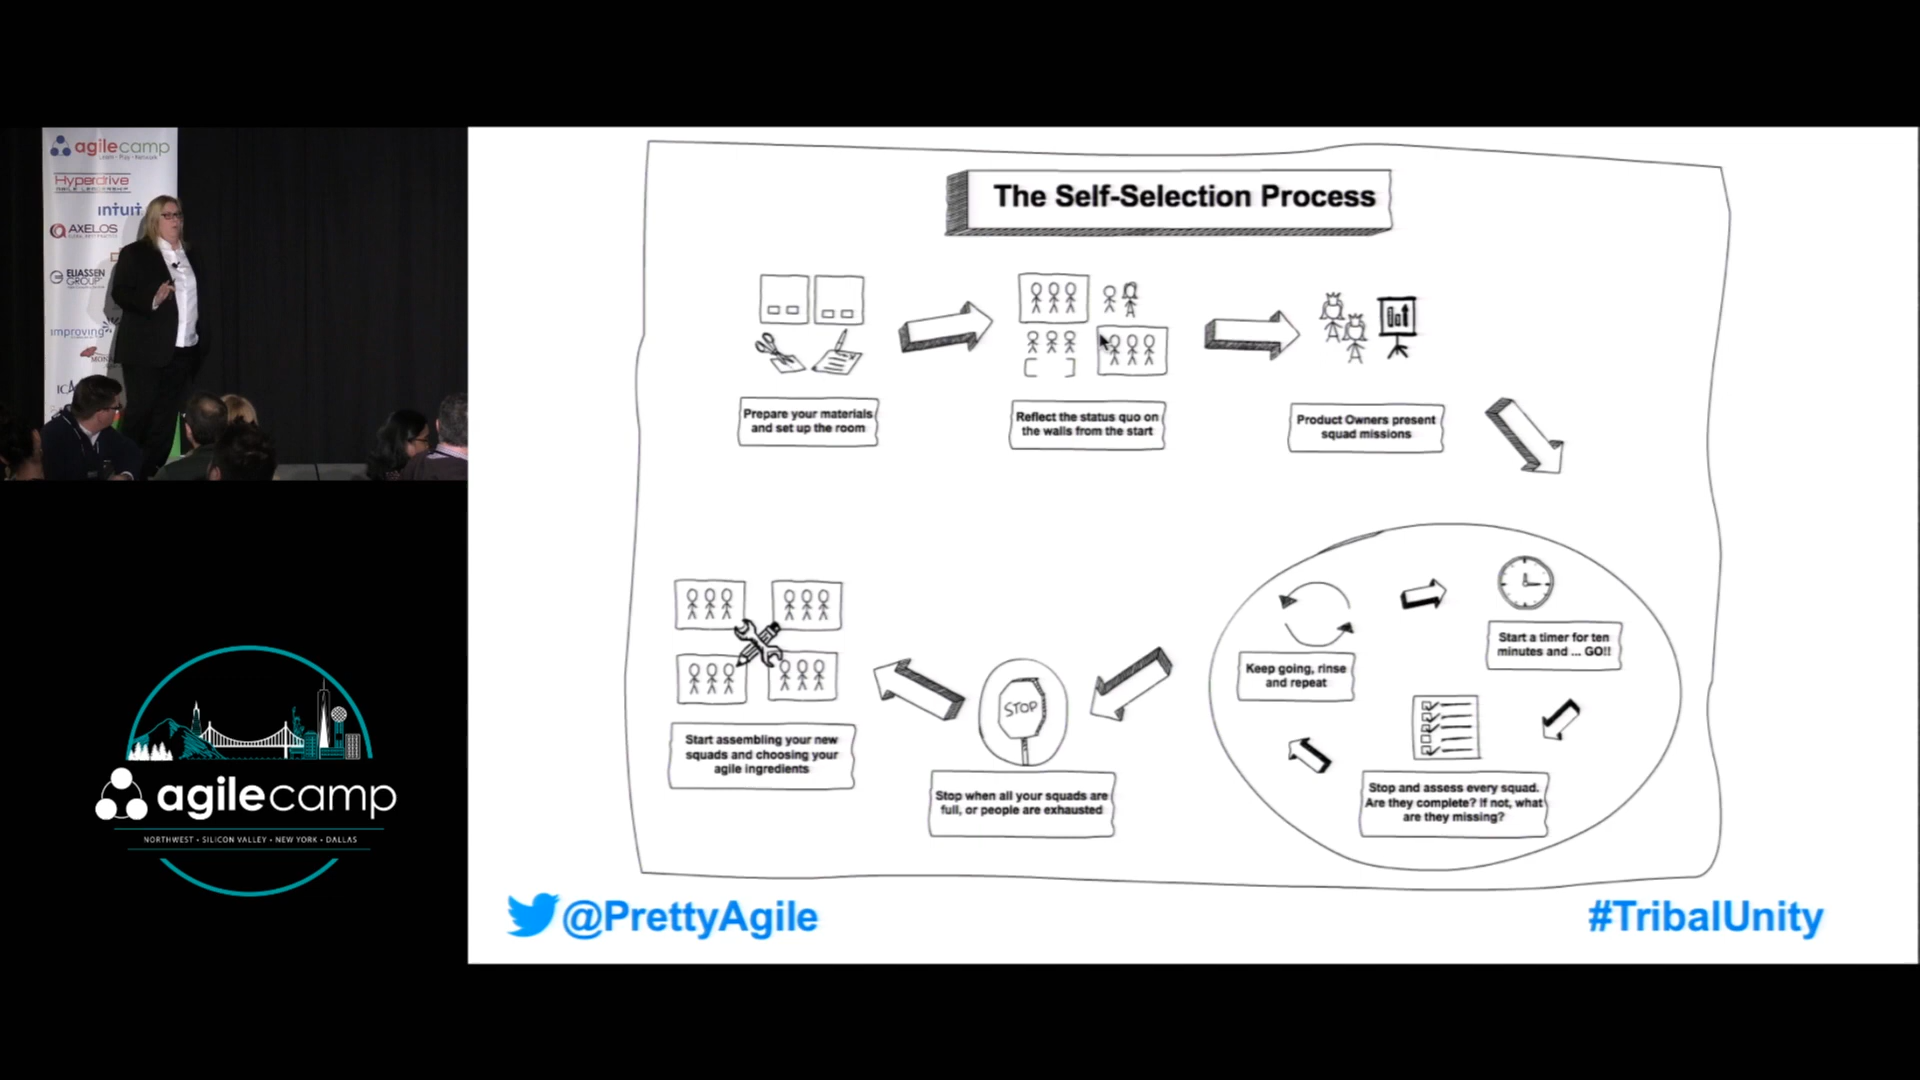 agilecamp
Learn • Play • Network
Hyperdrive
intuit
AXELOS
ELIASSEN
GROUP
improving
The Self-Selection Process
Prepare your materials
and set up the room
Reflect the status quo on
the walls from the start
Product Owners present
squad missions
Start a timer for ten
minutes and ... GO!!
Stop and assess every squad.
Are they complete? If not, what
are they missing?
Keep going, rinse
and repeat
STOP
Stop when all your squads are
full, or people are exhausted
Start assembling your new
squads and choosing your
agile ingredients
@PrettyAgile
#TribalUnity
agilecamp
NORTHWEST • SILICON VALLEY • NEW YORK • DALLAS